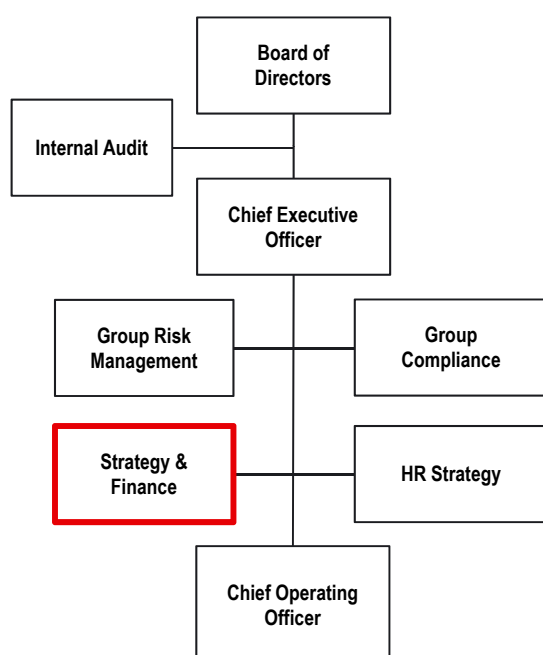 Board of
Directors
Internal Audit
Chief Executive
Officer
Group Risk
Management
Group
Compliance
Strategy &
Finance
HR Strategy
Chief Operating
Officer